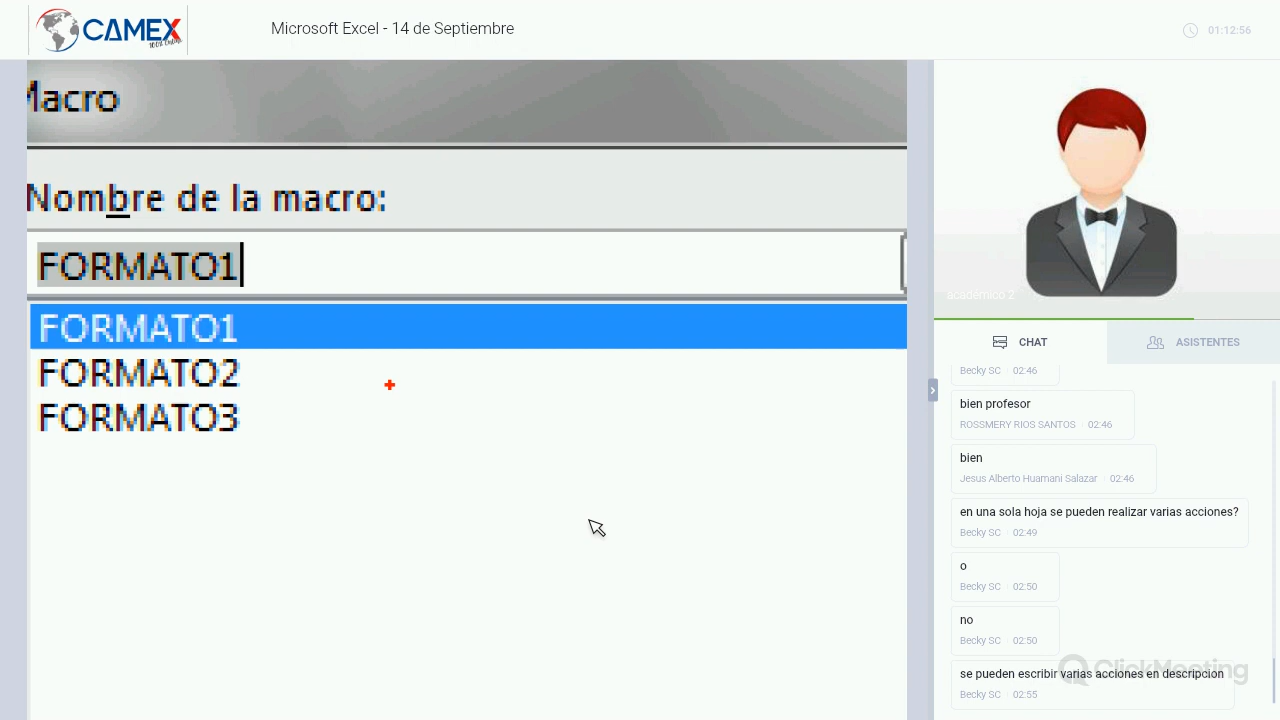 CAMEX
100% Online
Microsoft Excel - 14 de Septiembre
01:12:56
Macro
Nombre de la macro:
FORMATO1
FORMATO1
FORMATO2
FORMATO3
académico 2
CHAT
ASISTENTES
Becky SC · 02:46
bien profesor
ROSSMERY RIOS SANTOS · 02:46
bien
Jesus Alberto Huamani Salazar · 02:46
en una sola hoja se pueden realizar varias acciones?
Becky SC · 02:49
o
Becky SC · 02:50
no
Becky SC · 02:50
se pueden escribir varias acciones en descripcion
Becky SC · 02:55
ClickMeeting